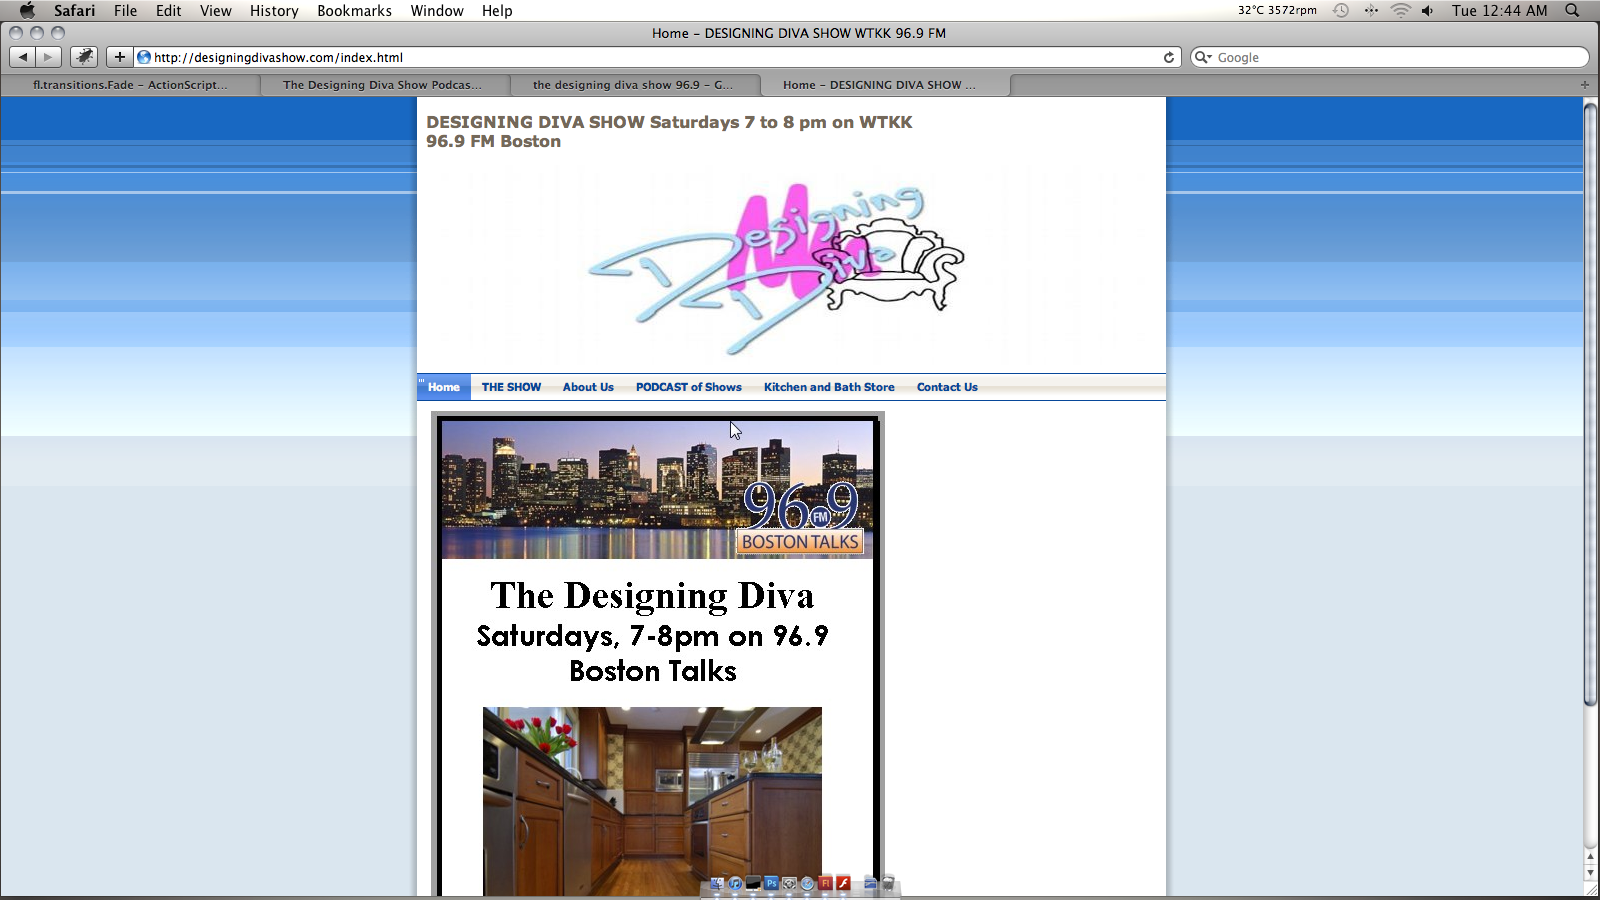 Safari File Edit View History Bookmarks Window Help 32°C 3572rpm Tue 12:44 AM
Home – DESIGNING DIVA SHOW WTKK 96.9 FM
http://designingdivashow.com/index.html Google
fl.transitions.Fade – ActionScript... The Designing Diva Show Podcas... the designing diva show 96.9 – G... Home – DESIGNING DIVA SHOW ...
DESIGNING DIVA SHOW Saturdays 7 to 8 pm on WTKK
96.9 FM Boston
Designing
Diva
Home THE SHOW About Us PODCAST of Shows Kitchen and Bath Store Contact Us
96.9
FM
BOSTON TALKS
The Designing Diva
Saturdays, 7-8pm on 96.9
Boston Talks
Ps Fl